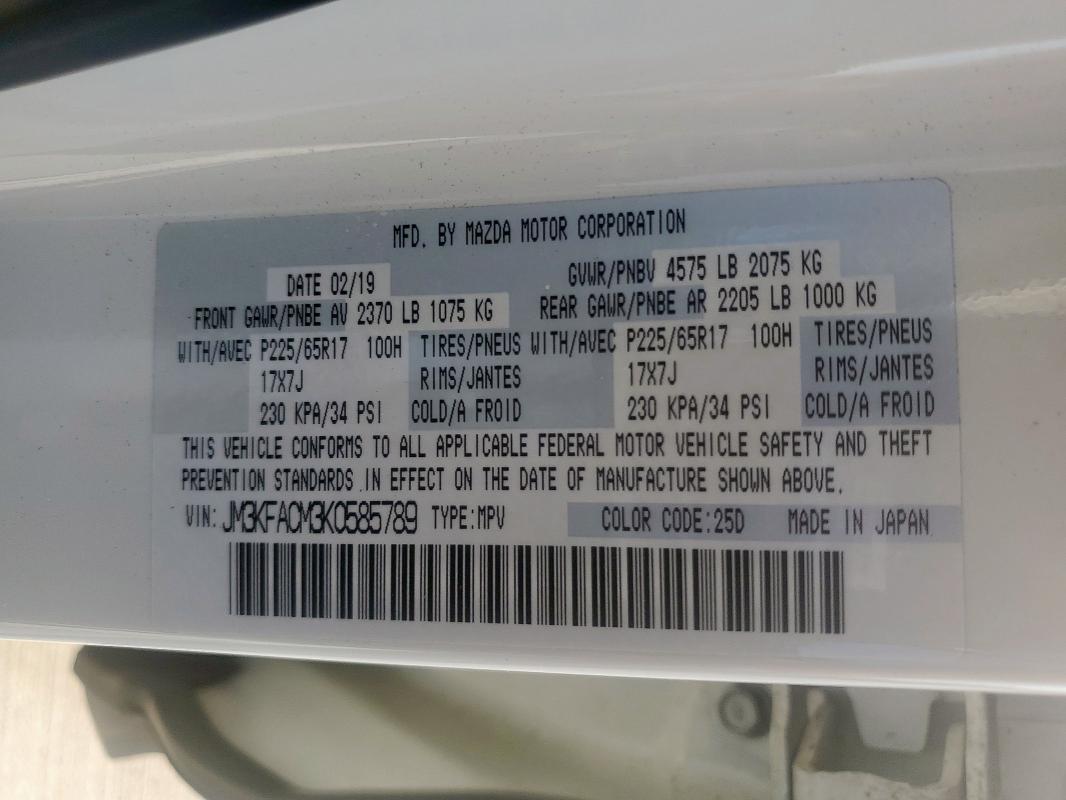 MFD. BY MAZDA MOTOR CORPORATION
DATE 02/19 GVWR/PNBV 4575 LB 2075 KG
FRONT GAWR/PNBE AV 2370 LB 1075 KG REAR GAWR/PNBE AR 2205 LB 1000 KG
WITH/AVEC P225/65R17 100H TIRES/PNEUS WITH/AVEC P225/65R17 100H TIRES/PNEUS
17X7J RIMS/JANTES 17X7J RIMS/JANTES
230 KPA/34 PSI COLD/A FROID 230 KPA/34 PSI COLD/A FROID
THIS VEHICLE CONFORMS TO ALL APPLICABLE FEDERAL MOTOR VEHICLE SAFETY AND THEFT
PREVENTION STANDARDS IN EFFECT ON THE DATE OF MANUFACTURE SHOWN ABOVE.
VIN: JM3KFACM3K0585789 TYPE:MPV COLOR CODE:25D MADE IN JAPAN